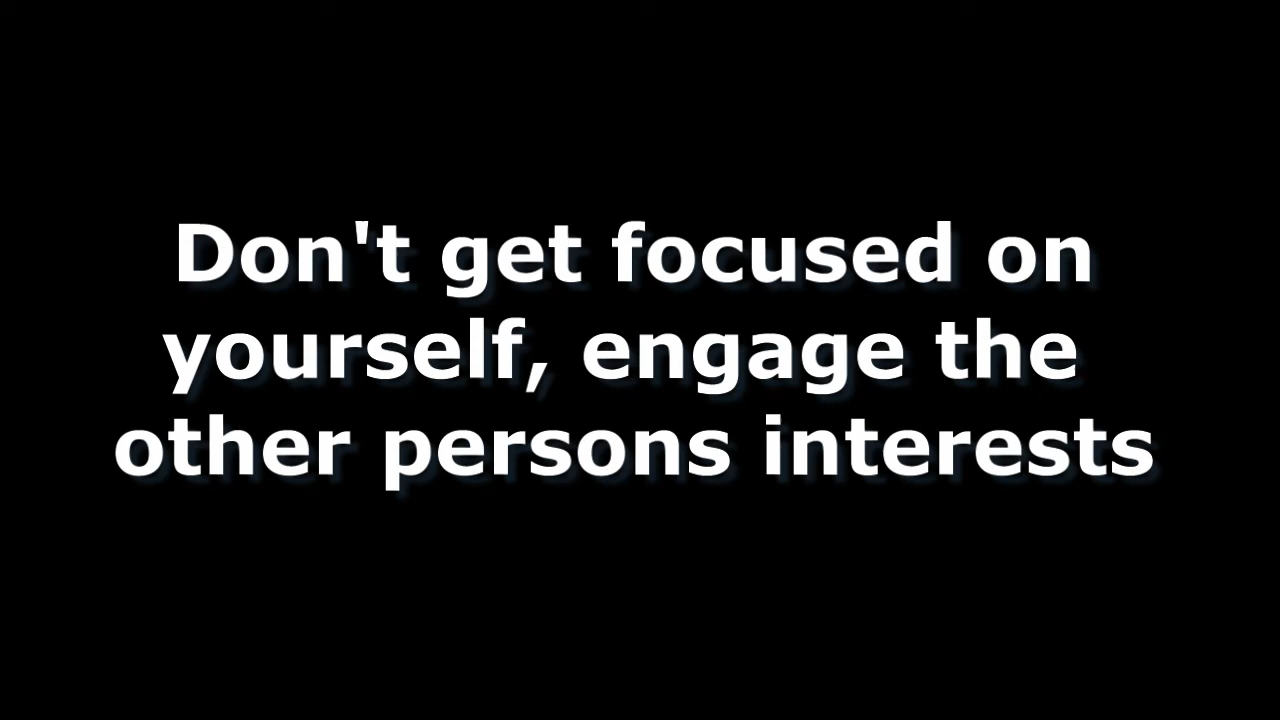 Don't get focused on
yourself, engage the
other persons interests